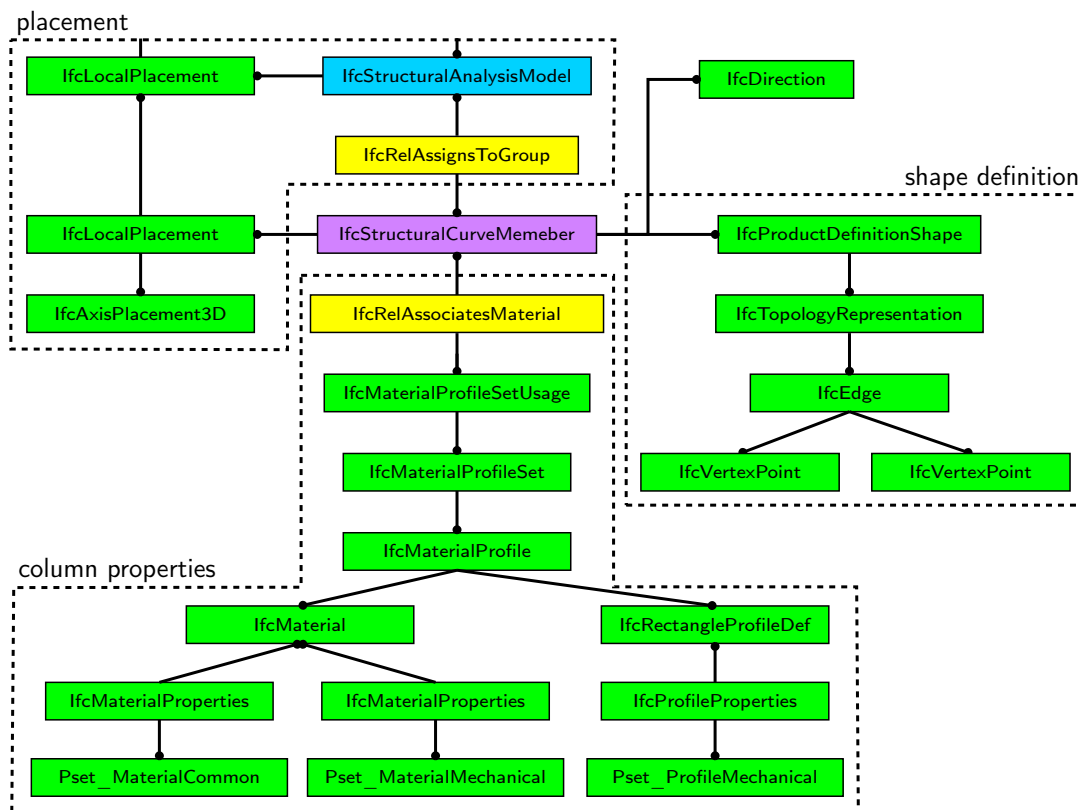 placement
IfcLocalPlacement
IfcStructuralAnalysisModel
IfcDirection
IfcRelAssignsToGroup
shape definition
IfcLocalPlacement
IfcStructuralCurveMemeber
IfcProductDefinitionShape
IfcAxisPlacement3D
IfcRelAssociatesMaterial
IfcTopologyRepresentation
IfcMaterialProfileSetUsage
IfcEdge
IfcMaterialProfileSet
IfcVertexPoint
IfcVertexPoint
IfcMaterialProfile
column properties
IfcMaterial
IfcRectangleProfileDef
IfcMaterialProperties
IfcMaterialProperties
IfcProfileProperties
Pset_MaterialCommon
Pset_MaterialMechanical
Pset_ProfileMechanical